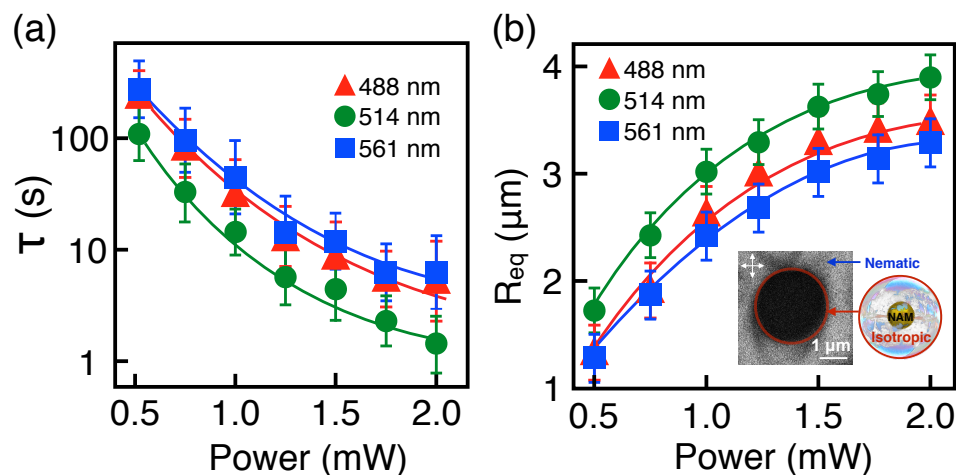 (a)
488 nm
514 nm
561 nm
100
10
1
τ (s)
0.5 1.0 1.5 2.0
Power (mW)
(b)
488 nm
514 nm
561 nm
4
3
2
1
Req (μm)
Nematic
NAM
Isotropic
1 μm
0.5 1.0 1.5 2.0
Power (mW)